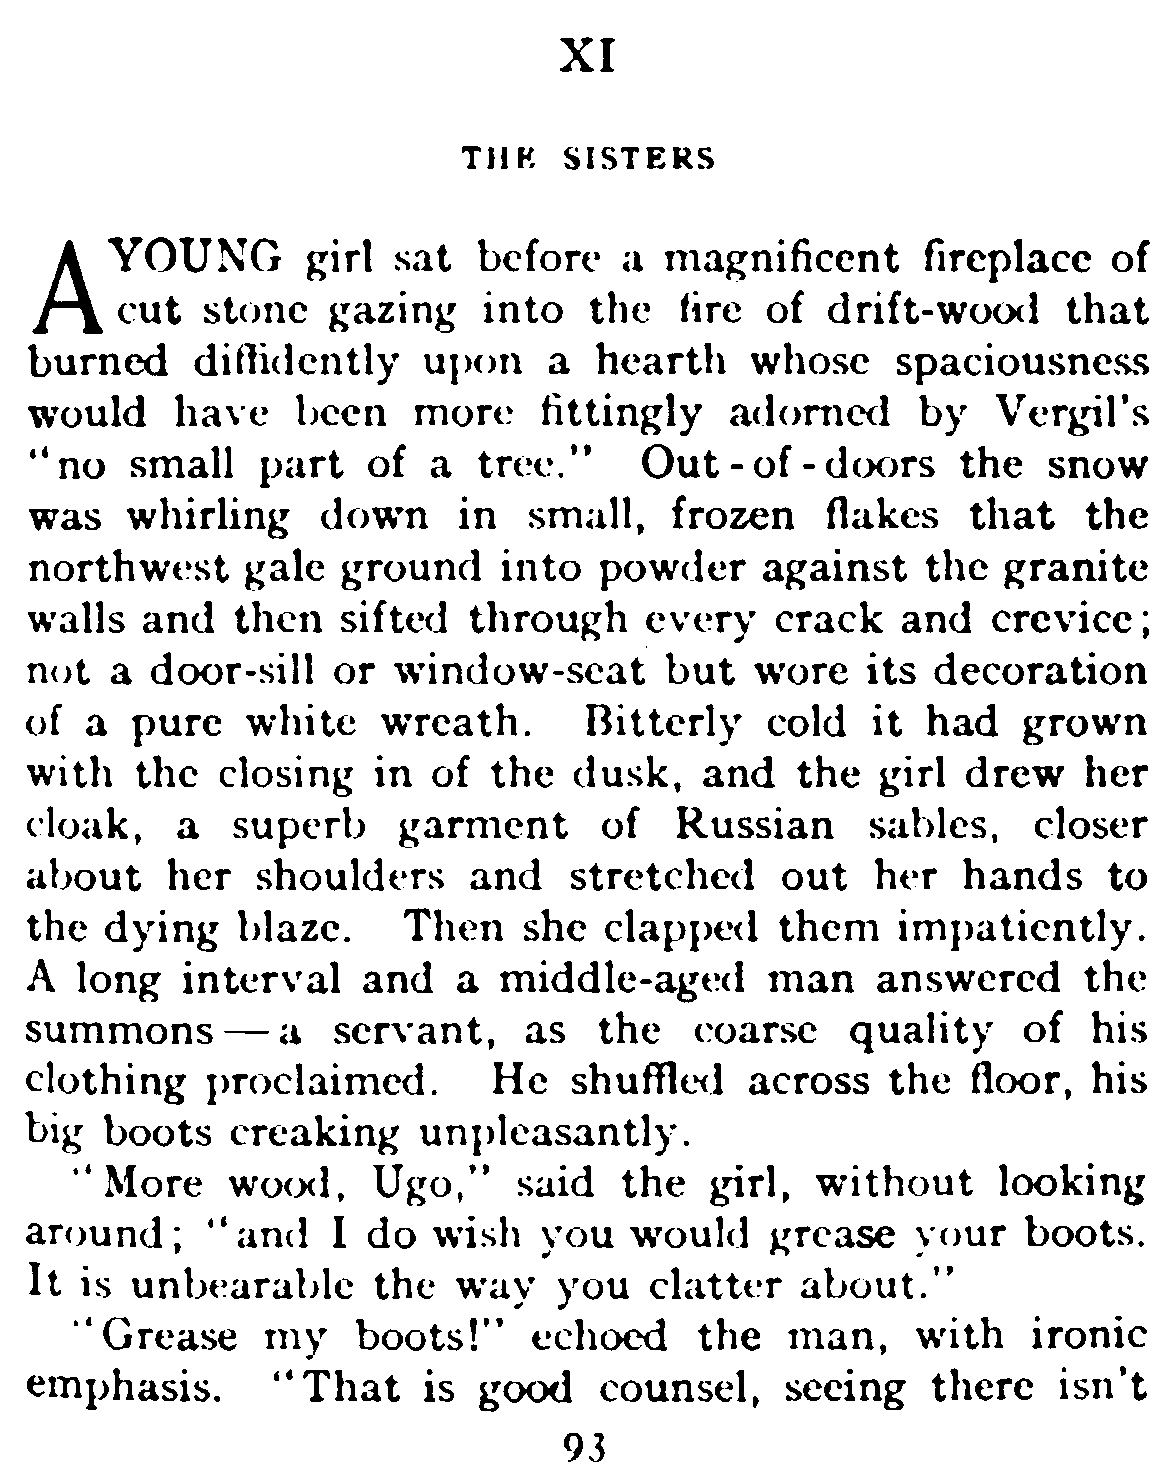 XI
THE SISTERS
A YOUNG girl sat before a magnificent fireplace of
cut stone gazing into the fire of drift-wood that
burned diffidently upon a hearth whose spaciousness
would have been more fittingly adorned by Vergil's
"no small part of a tree." Out-of-doors the snow
was whirling down in small, frozen flakes that the
northwest gale ground into powder against the granite
walls and then sifted through every crack and crevice;
not a door-sill or window-seat but wore its decoration
of a pure white wreath. Bitterly cold it had grown
with the closing in of the dusk, and the girl drew her
cloak, a superb garment of Russian sables, closer
about her shoulders and stretched out her hands to
the dying blaze. Then she clapped them impatiently.
A long interval and a middle-aged man answered the
summons—a servant, as the coarse quality of his
clothing proclaimed. He shuffled across the floor, his
big boots creaking unpleasantly.
"More wood, Ugo," said the girl, without looking
around; "and I do wish you would grease your boots.
It is unbearable the way you clatter about."
"Grease my boots!" echoed the man, with ironic
emphasis. "That is good counsel, seeing there isn't
93